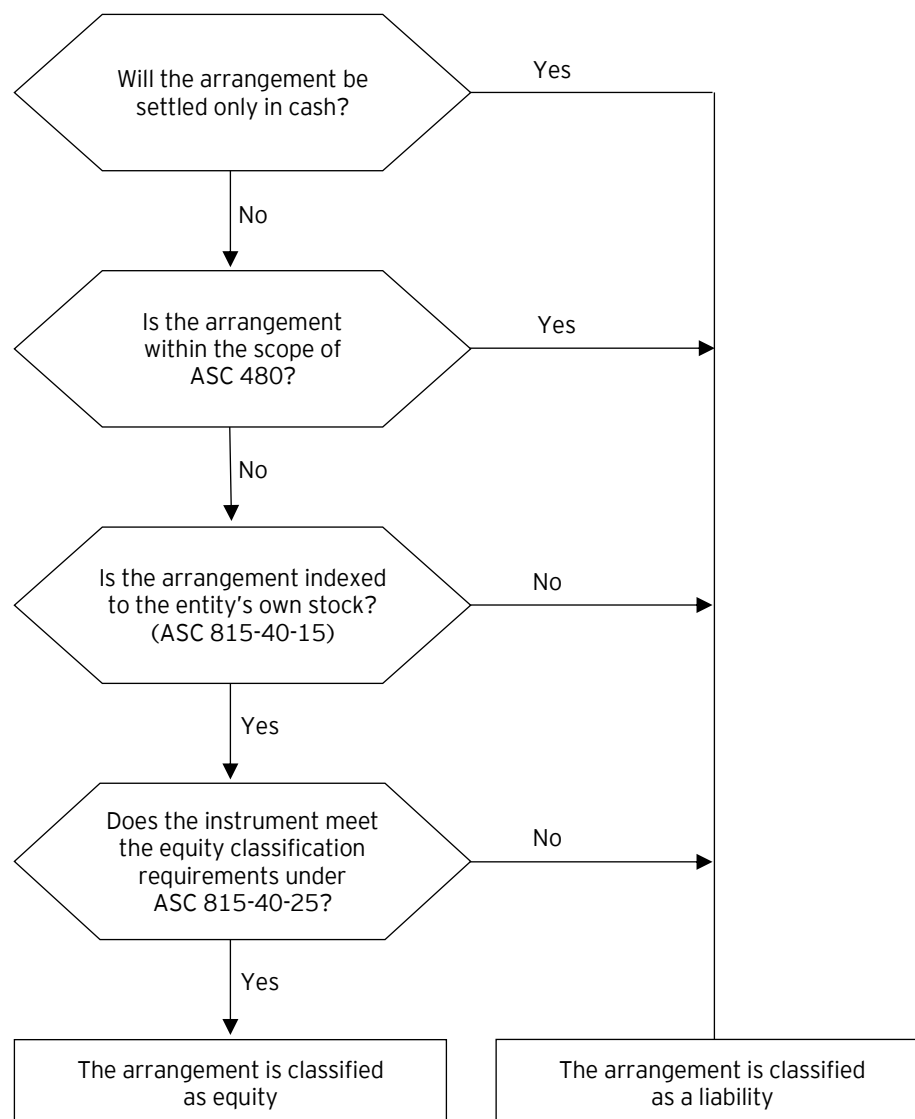 Will the arrangement be
settled only in cash?
Yes
No
Is the arrangement
within the scope of
ASC 480?
Yes
No
Is the arrangement indexed
to the entity’s own stock?
(ASC 815-40-15)
No
Yes
Does the instrument meet
the equity classification
requirements under
ASC 815-40-25?
No
Yes
The arrangement is classified
as equity
The arrangement is classified
as a liability